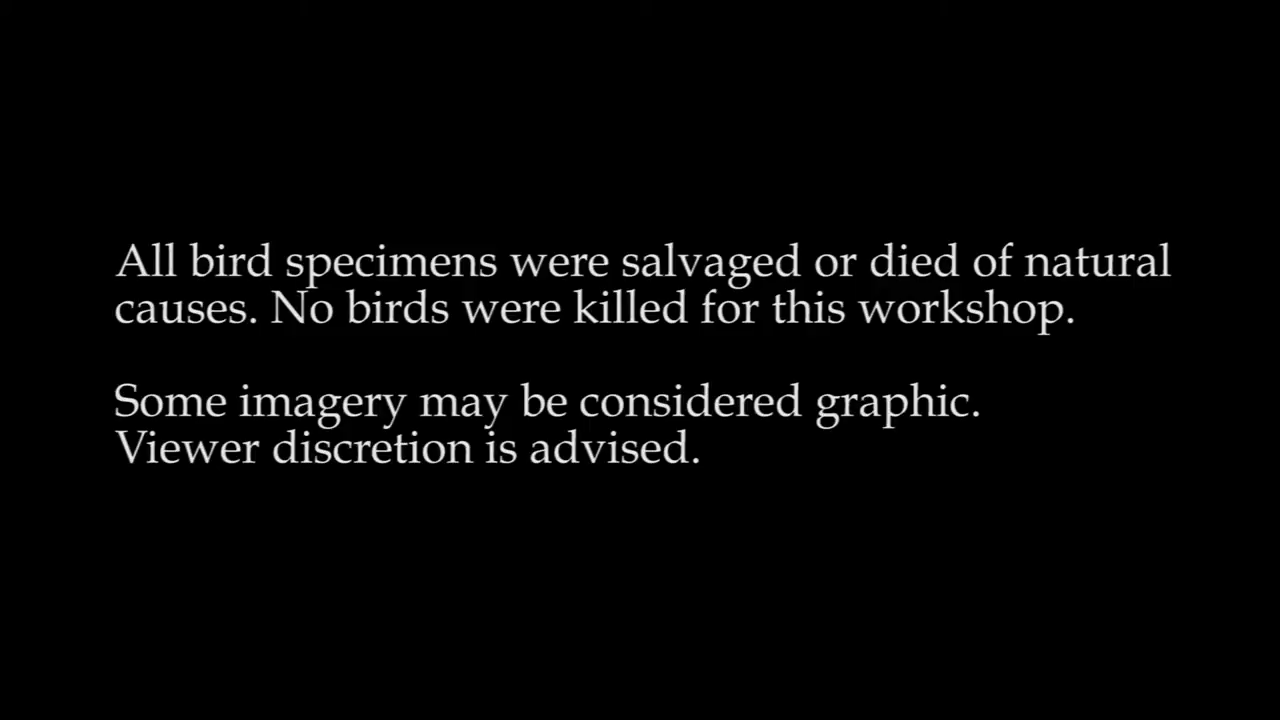 All bird specimens were salvaged or died of natural
causes. No birds were killed for this workshop.
Some imagery may be considered graphic.
Viewer discretion is advised.